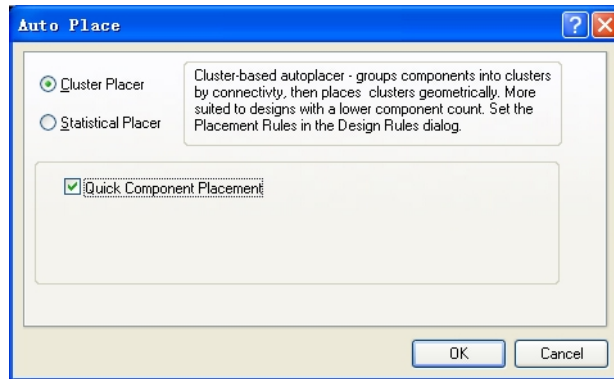 Auto Place
Cluster Placer
Statistical Placer
Cluster-based autoplacer - groups components into clusters
by connectivty, then places clusters geometrically. More
suited to designs with a lower component count. Set the
Placement Rules in the Design Rules dialog.
Quick Component Placement
OK
Cancel